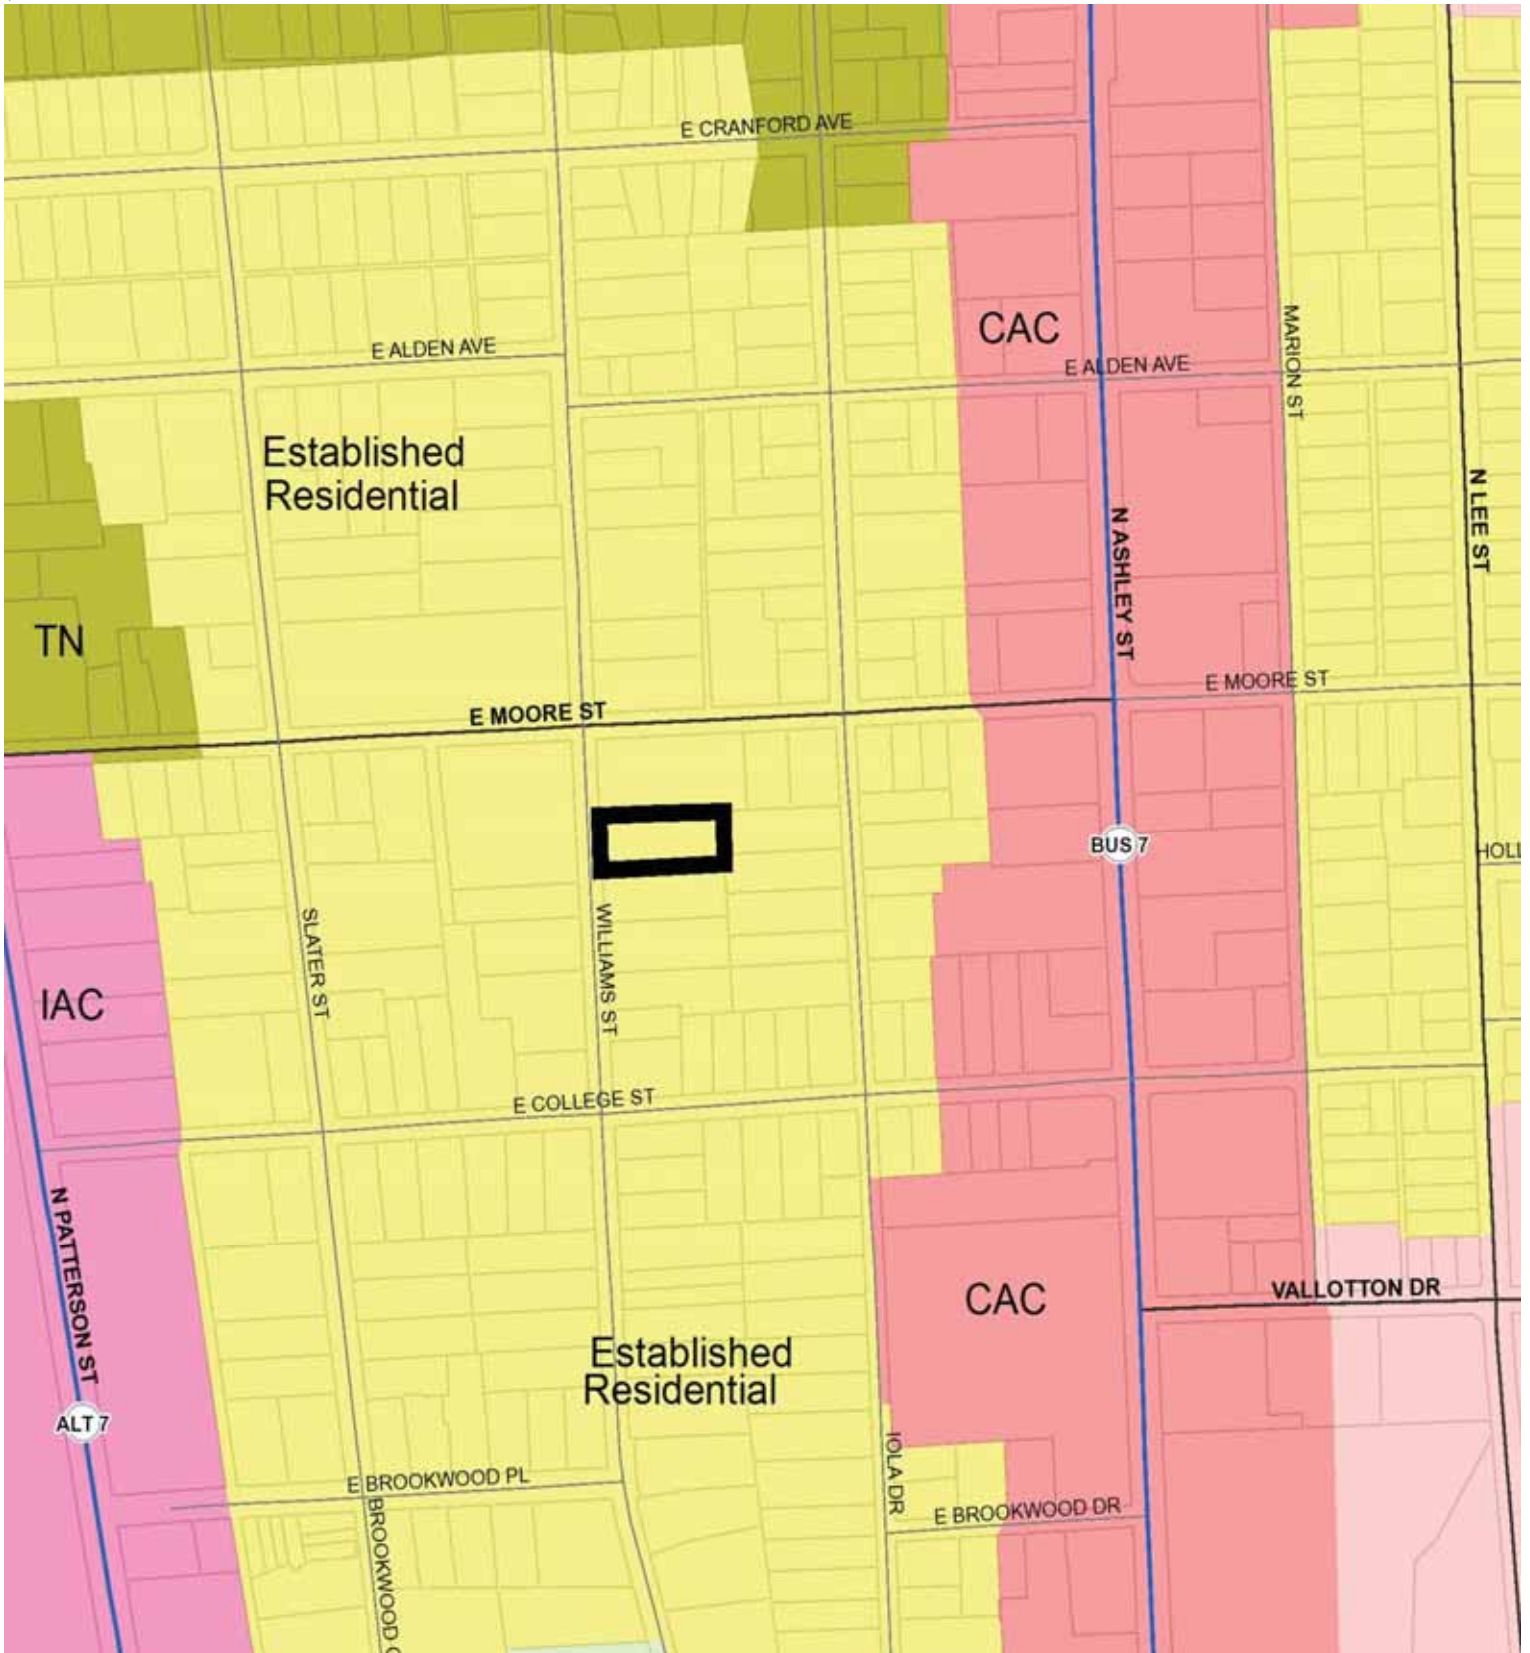 E CRANFORD AVE
CAC
MARION ST
E ALDEN AVE
E ALDEN AVE
Established
Residential
N LEE ST
N ASHLEY ST
TN
E MOORE ST
E MOORE ST
BUS 7
HOLL
SLATER ST
WILLIAMS ST
IAC
E COLLEGE ST
N PATTERSON ST
CAC
VALLOTTON DR
Established
Residential
ALT 7
IOLA DR
E BROOKWOOD PL
E BROOKWOOD DR
BROOKWOOD C